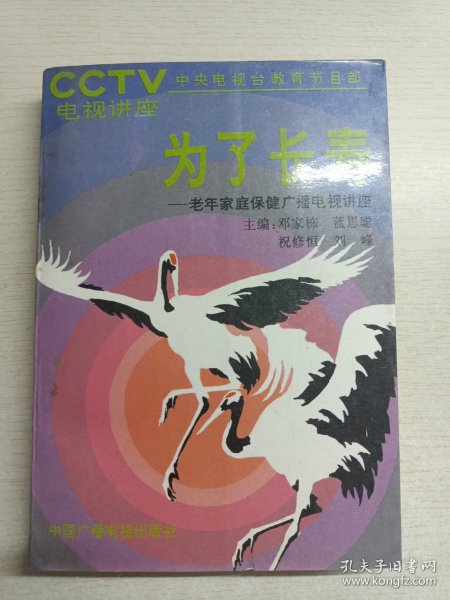 CCTV 中央电视台教育节目部
电视讲座
为了长寿
——老年家庭保健广播电视讲座
主编:邓家栋 蓝思聪
祝修恒 刘峰
中国广播电视出版社
孔夫子旧书网
www.kongfz.com